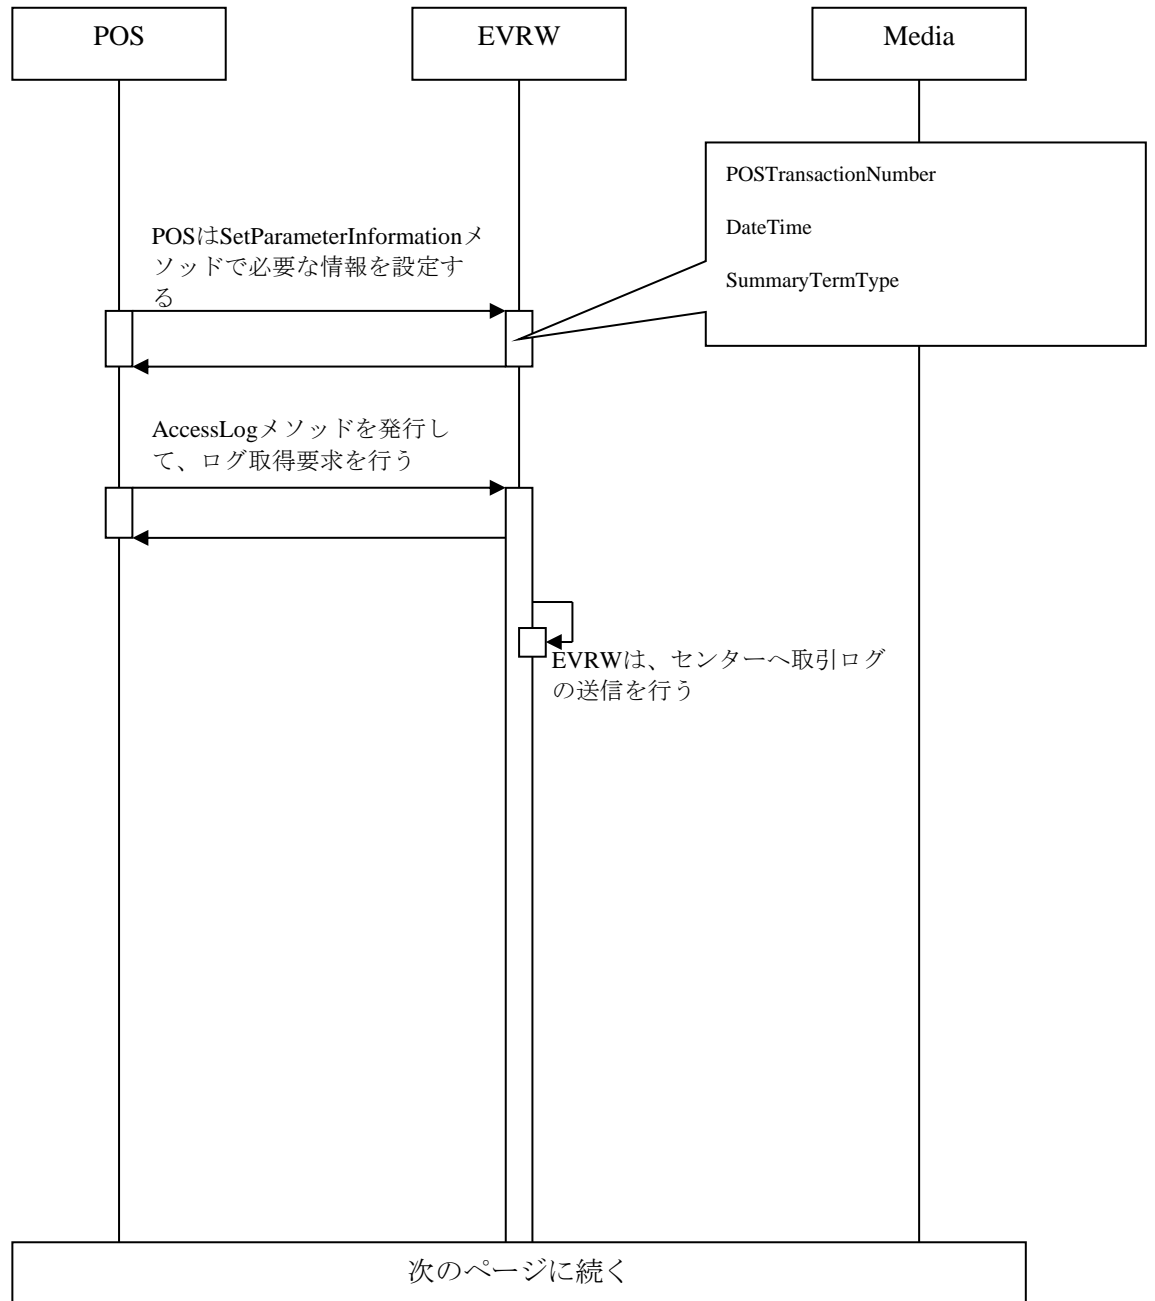 POS
EVRW
Media
POSTransactionNumber
DateTime
SummaryTermType
POSはSetParameterInformationメ
ソッドで必要な情報を設定す
る
AccessLogメソッドを発行し
て、ログ取得要求を行う
EVRWは、センターへ取引ログ
の送信を行う
次のページに続く